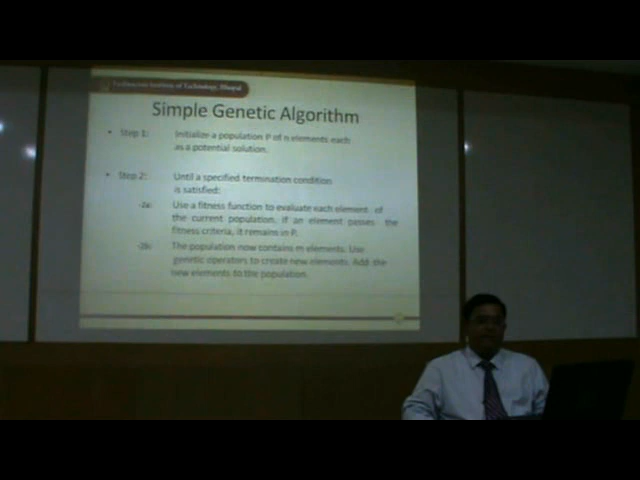 Technocrats Institute of Technology, Bhopal
Simple Genetic Algorithm
• Step 1: Initialize a population P of n elements each
as a potential solution.
• Step 2: Until a specified termination condition
is satisfied:
-2a: Use a fitness function to evaluate each element of
the current population. If an element passes the
fitness criteria, it remains in P.
-2b: The population now contains m elements. Use
genetic operators to create new elements. Add the
new elements to the population.